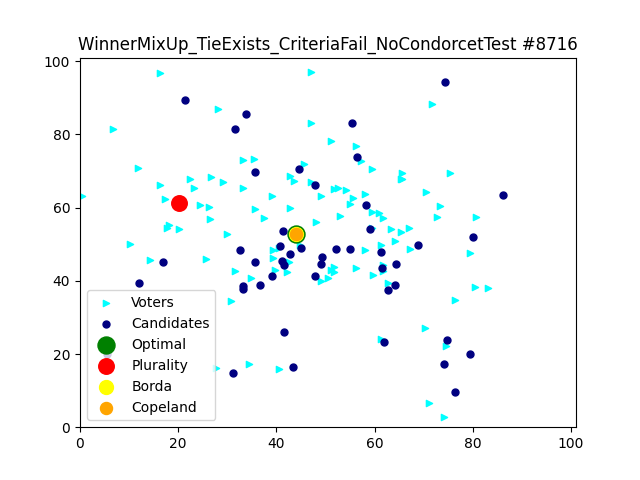 WinnerMixUp_TieExists_CriteriaFail_NoCondorcetTest #8716
100
80
60
40
20
0
Voters
Candidates
Optimal
Plurality
Borda
Copeland
0 20 40 60 80 100